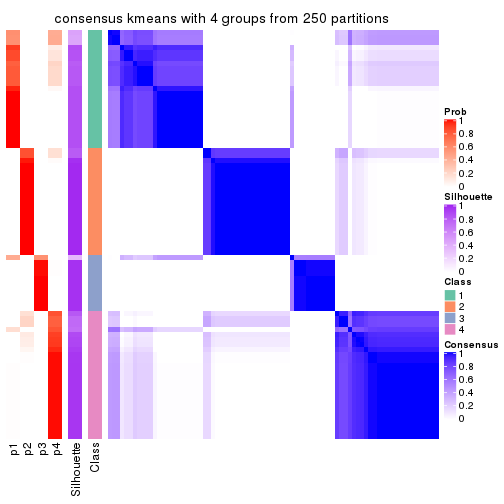 consensus kmeans with 4 groups from 250 partitions
Prob
1
0.8
0.6
0.4
0.2
0
Silhouette
1
0.8
0.6
0.4
0.2
0
Class
1
2
3
4
Consensus
1
0.8
0.6
0.4
0.2
0
p1
p2
p3
p4
Silhouette
Class